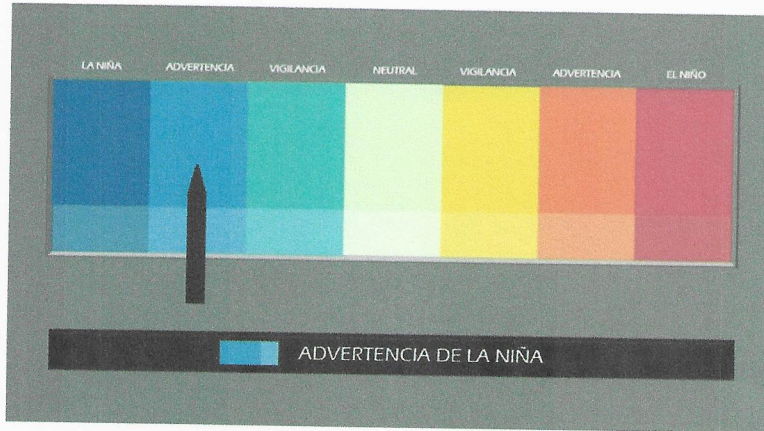 LA NIÑA ADVERTENCIA VIGILANCIA NEUTRAL VIGILANCIA ADVERTENCIA EL NIÑO
ADVERTENCIA DE LA NIÑA